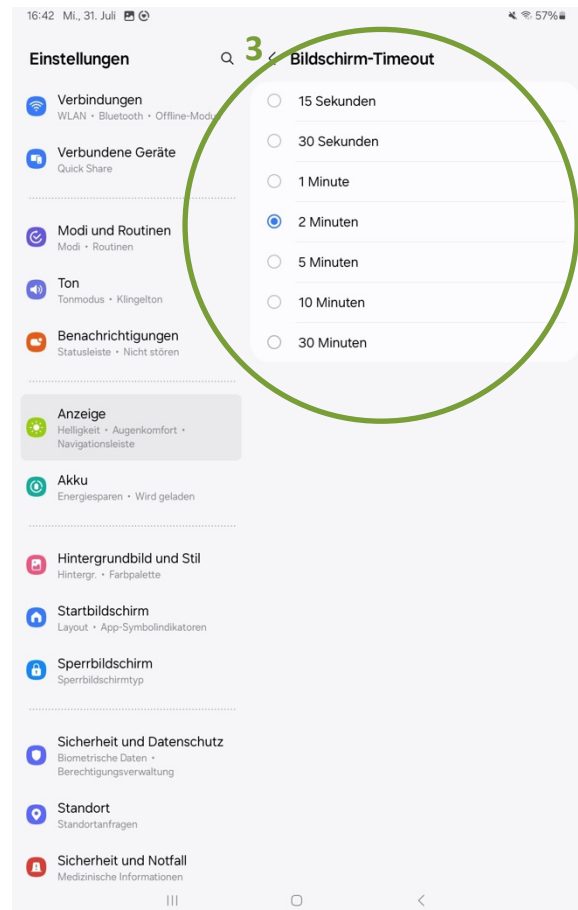 16:42 Mi., 31. Juli
57%
Einstellungen
Verbindungen
WLAN • Bluetooth • Offline-Modus
Verbundene Geräte
Quick Share
Modi und Routinen
Modi • Routinen
Ton
Tonmodus • Klingelton
Benachrichtigungen
Statusleiste • Nicht stören
Anzeige
Helligkeit • Augenkomfort •
Navigationsleiste
Akku
Energiesparen • Wird geladen
Hintergrundbild und Stil
Hintergr. • Farbpalette
Startbildschirm
Layout • App-Symbolindikatoren
Sperrbildschirm
Sperrbildschirmtyp
Sicherheit und Datenschutz
Biometrische Daten •
Berechtigungsverwaltung
Standort
Standortanfragen
Sicherheit und Notfall
Medizinische Informationen
3
Bildschirm-Timeout
15 Sekunden
30 Sekunden
1 Minute
2 Minuten
5 Minuten
10 Minuten
30 Minuten